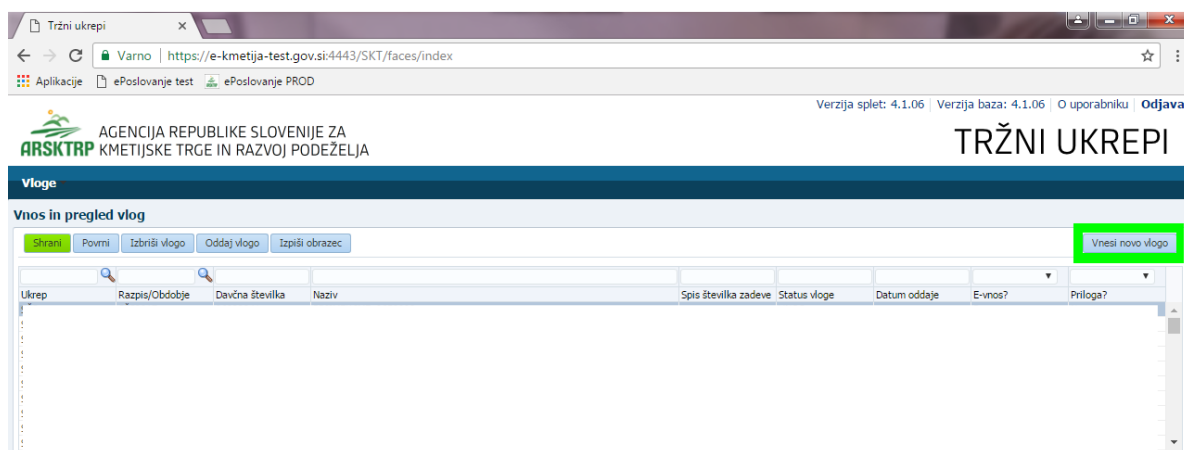 Tržni ukrepi
Varno | https://e-kmetija-test.gov.si:4443/SKT/faces/index
Aplikacije ePoslovanje test ePoslovanje PROD
Verzija splet: 4.1.06 | Verzija baza: 4.1.06 | O uporabniku | Odjava
ARSKTRP
AGENCIJA REPUBLIKE SLOVENIJE ZA
KMETIJSKE TRGE IN RAZVOJ PODEŽELJA
TRŽNI UKREPI
Vloge
Vnos in pregled vlog
Shrani Povrni Izbriši vlogo Oddaj vlogo Izpiši obrazec Vnesi novo vlogo
Ukrep Razpis/Obdobje Davčna številka Naziv Spis številka zadeve Status vloge Datum oddaje E-vnos? Priloga?